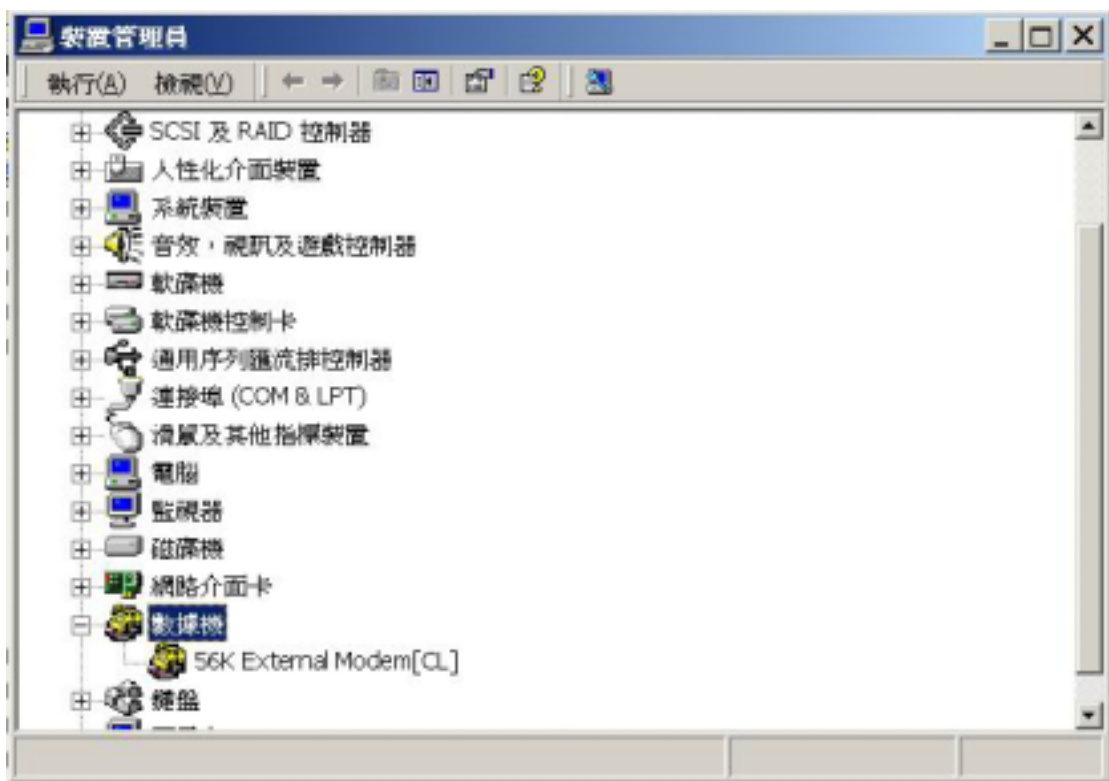 裝置管理員
執行(A) 檢視(V)
SCSI 及 RAID 控制器
人性化介面裝置
系統裝置
音效，視訊及遊戲控制器
軟碟機
軟碟機控制卡
通用序列匯流排控制器
連接埠 (COM & LPT)
滑鼠及其他指標裝置
電腦
監視器
磁碟機
網路介面卡
數據機
56K External Modem[CL]
鍵盤